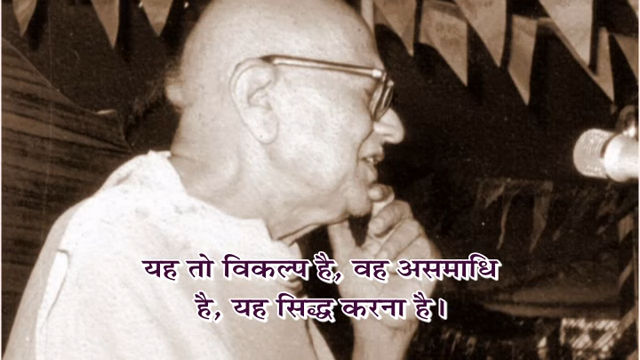 यह तो विकल्प है, वह असमाधि
है, यह सिद्ध करना है।